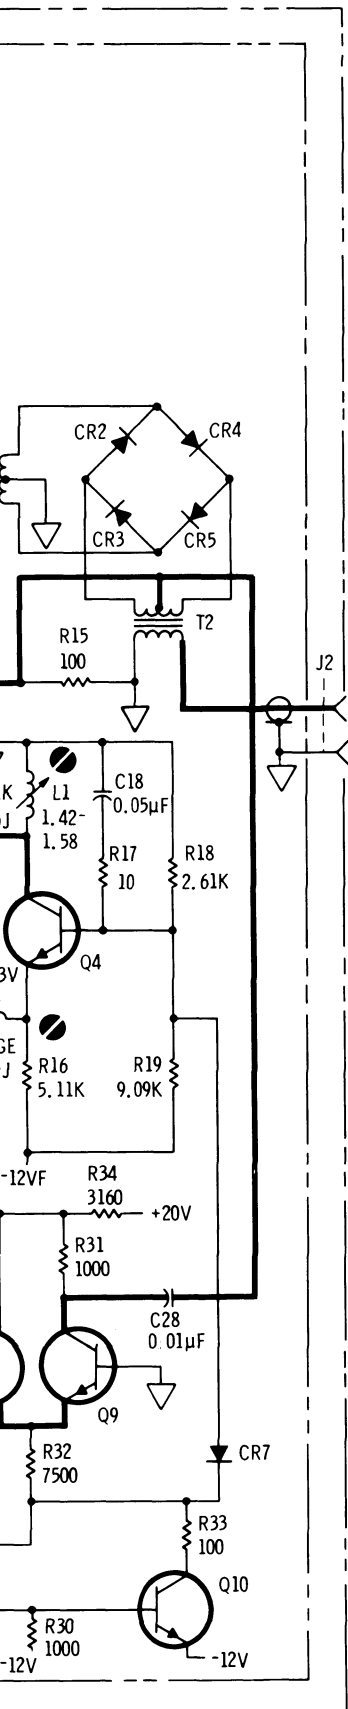 CR2
CR4
CR3
CR5
T2
R15
100
J2
K
J
L1
1.42-
1.58
C18
0.05μF
R17
10
R18
2.61K
Q4
3V
GE
J
R16
5.11K
R19
9.09K
-12VF
R34
3160
+20V
R31
1000
C28
0.01μF
Q9
R32
7500
CR7
R33
100
Q10
R30
1000
-12V
-12V